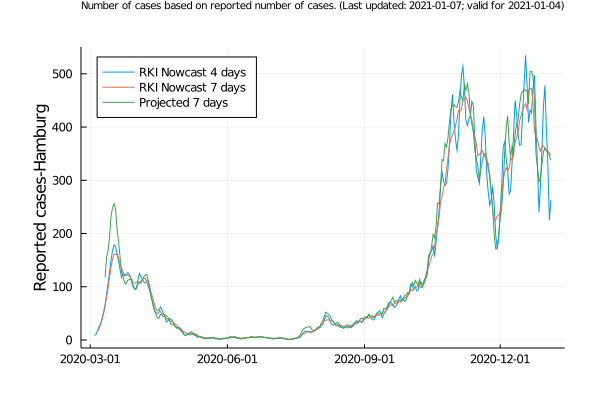 Number of cases based on reported number of cases. (Last updated: 2021-01-07; valid for 2021-01-04)
RKI Nowcast 4 days
RKI Nowcast 7 days
Projected 7 days
Reported cases-Hamburg
500
400
300
200
100
0
2020-03-01 2020-06-01 2020-09-01 2020-12-01